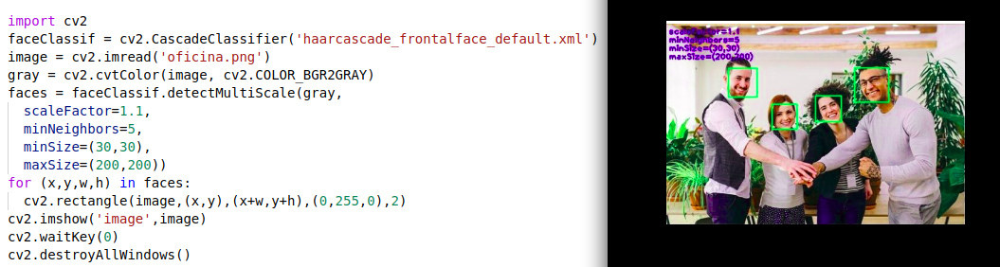 import cv2
faceClassif = cv2.CascadeClassifier('haarcascade_frontalface_default.xml')
image = cv2.imread('oficina.png')
gray = cv2.cvtColor(image, cv2.COLOR_BGR2GRAY)
faces = faceClassif.detectMultiScale(gray,
  scaleFactor=1.1,
  minNeighbors=5,
  minSize=(30,30),
  maxSize=(200,200))
for (x,y,w,h) in faces:
  cv2.rectangle(image,(x,y),(x+w,y+h),(0,255,0),2)
cv2.imshow('image',image)
cv2.waitKey(0)
cv2.destroyAllWindows()
scaleFactor=1.1
minNeighbors=5
minSize=(30,30)
maxSize=(200,200)